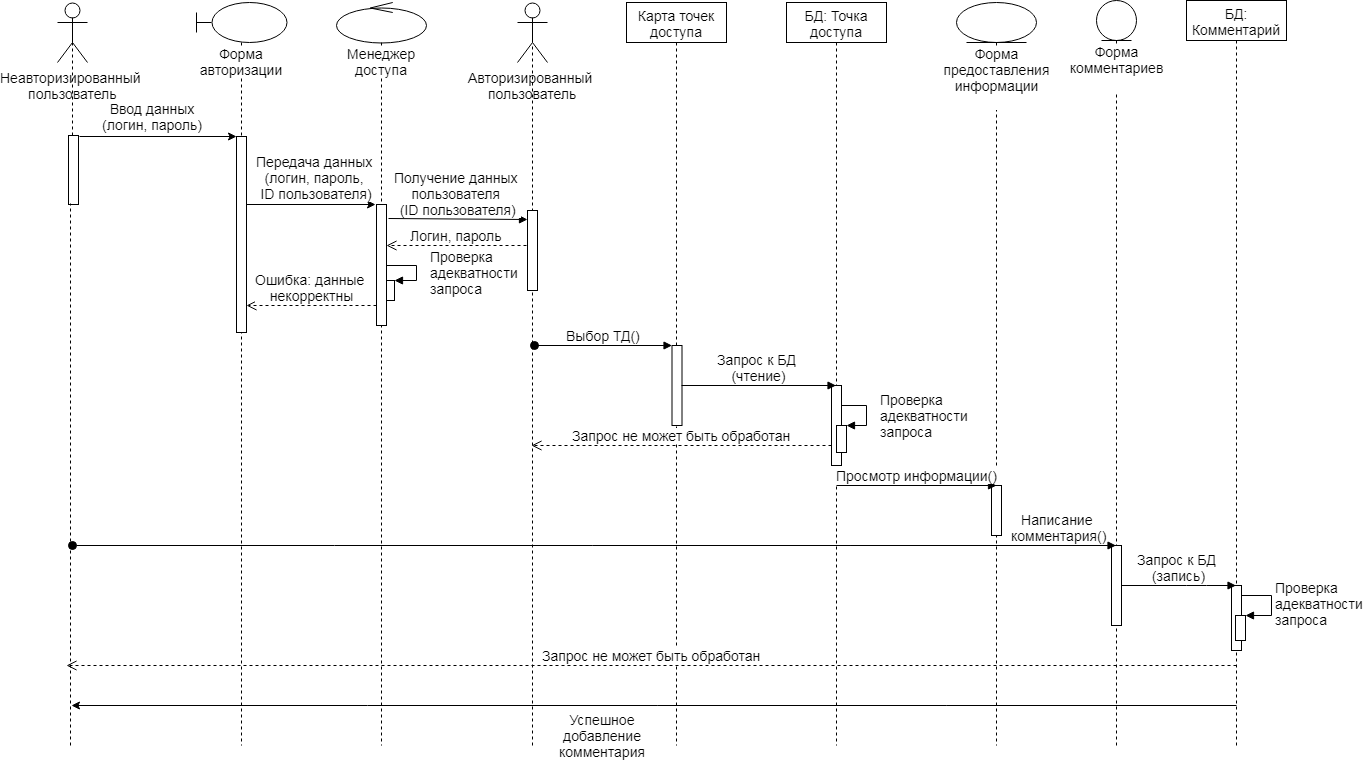 Неавторизированный
пользователь
Форма
авторизации
Менеджер
доступа
Авторизированный
пользователь
Карта точек
доступа
БД: Точка
доступа
Форма
предоставления
информации
Форма
комментариев
БД:
Комментарий
Ввод данных
(логин, пароль)
Передача данных
(логин, пароль,
ID пользователя)
Получение данных
пользователя
(ID пользователя)
Логин, пароль
Проверка
адекватности
запроса
Ошибка: данные
некорректны
Выбор ТД()
Запрос к БД
(чтение)
Проверка
адекватности
запроса
Запрос не может быть обработан
Просмотр информации()
Написание
комментария()
Запрос к БД
(запись)
Проверка
адекватности
запроса
Запрос не может быть обработан
Успешное
добавление
комментария